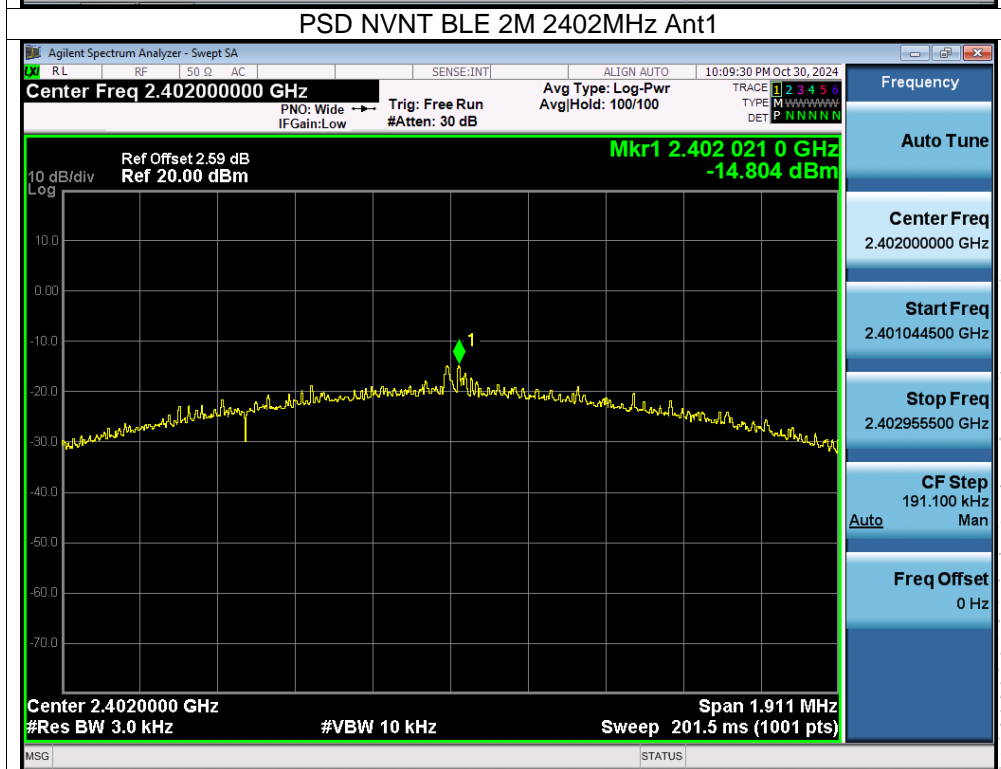 PSD NVNT BLE 2M 2402MHz Ant1
Agilent Spectrum Analyzer - Swept SA
LXI RL RF 50 Ω AC SENSE:INT ALIGN AUTO 10:09:30 PM Oct 30, 2024
Center Freq 2.402000000 GHz
PNO: Wide
IFGain:Low
Trig: Free Run
#Atten: 30 dB
Avg Type: Log-Pwr
Avg|Hold: 100/100
TRACE 1 2 3 4 5 6
TYPE M WWWWW
DET P N N N N N
Ref Offset 2.59 dB
10 dB/div Ref 20.00 dBm
Log
Mkr1 2.402 021 0 GHz
-14.804 dBm
10.0
0.00
-10.0
1
-20.0
-30.0
-40.0
-50.0
-60.0
-70.0
Center 2.4020000 GHz Span 1.911 MHz
#Res BW 3.0 kHz #VBW 10 kHz Sweep 201.5 ms (1001 pts)
MSG STATUS
Frequency
Auto Tune
Center Freq
2.402000000 GHz
Start Freq
2.401044500 GHz
Stop Freq
2.402955500 GHz
CF Step
191.100 kHz
Auto Man
Freq Offset
0 Hz